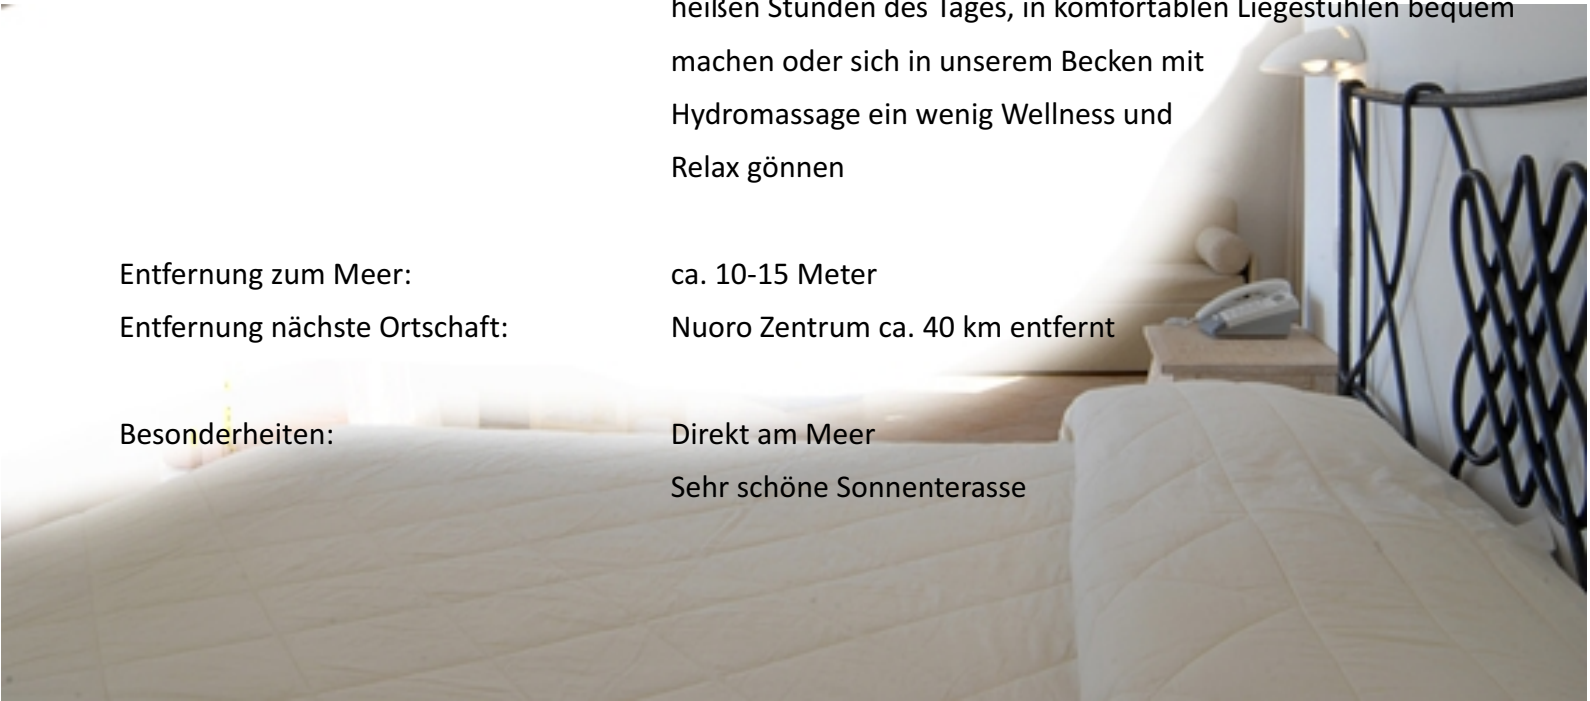 heißen Stunden des Tages, in komfortablen Liegestühlen bequem
machen oder sich in unserem Becken mit
Hydromassage ein wenig Wellness und
Relax gönnen
Entfernung zum Meer: ca. 10-15 Meter
Entfernung nächste Ortschaft: Nuoro Zentrum ca. 40 km entfernt
Besonderheiten: Direkt am Meer
Sehr schöne Sonnenterasse